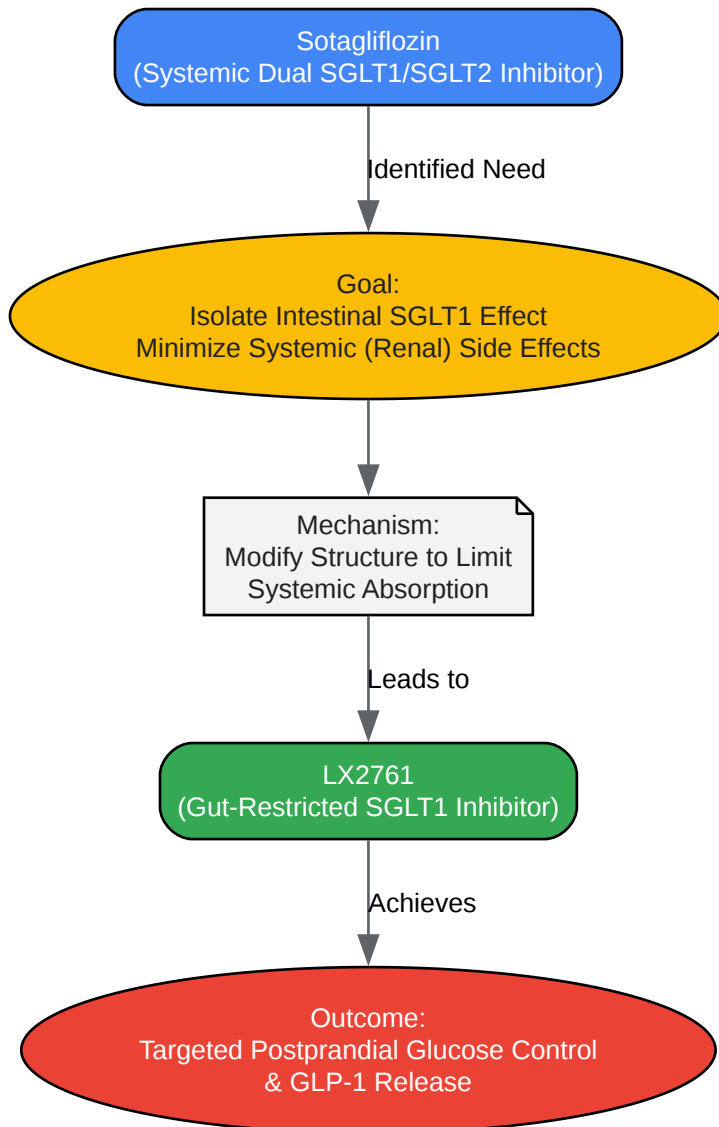 Sotagliflozin
(Systemic Dual SGLT1/SGLT2 Inhibitor)
Identified Need
Goal:
Isolate Intestinal SGLT1 Effect
Minimize Systemic (Renal) Side Effects
Mechanism:
Modify Structure to Limit
Systemic Absorption
Leads to
LX2761
(Gut-Restricted SGLT1 Inhibitor)
Achieves
Outcome:
Targeted Postprandial Glucose Control
& GLP-1 Release